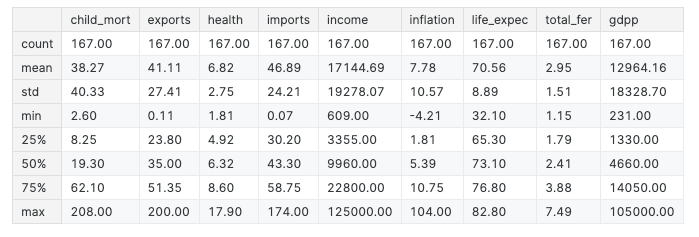 child_mort exports health imports income inflation life_expec total_fer gdpp
count 167.00 167.00 167.00 167.00 167.00 167.00 167.00 167.00 167.00
mean 38.27 41.11 6.82 46.89 17144.69 7.78 70.56 2.95 12964.16
std 40.33 27.41 2.75 24.21 19278.07 10.57 8.89 1.51 18328.70
min 2.60 0.11 1.81 0.07 609.00 -4.21 32.10 1.15 231.00
25% 8.25 23.80 4.92 30.20 3355.00 1.81 65.30 1.79 1330.00
50% 19.30 35.00 6.32 43.30 9960.00 5.39 73.10 2.41 4660.00
75% 62.10 51.35 8.60 58.75 22800.00 10.75 76.80 3.88 14050.00
max 208.00 200.00 17.90 174.00 125000.00 104.00 82.80 7.49 105000.00